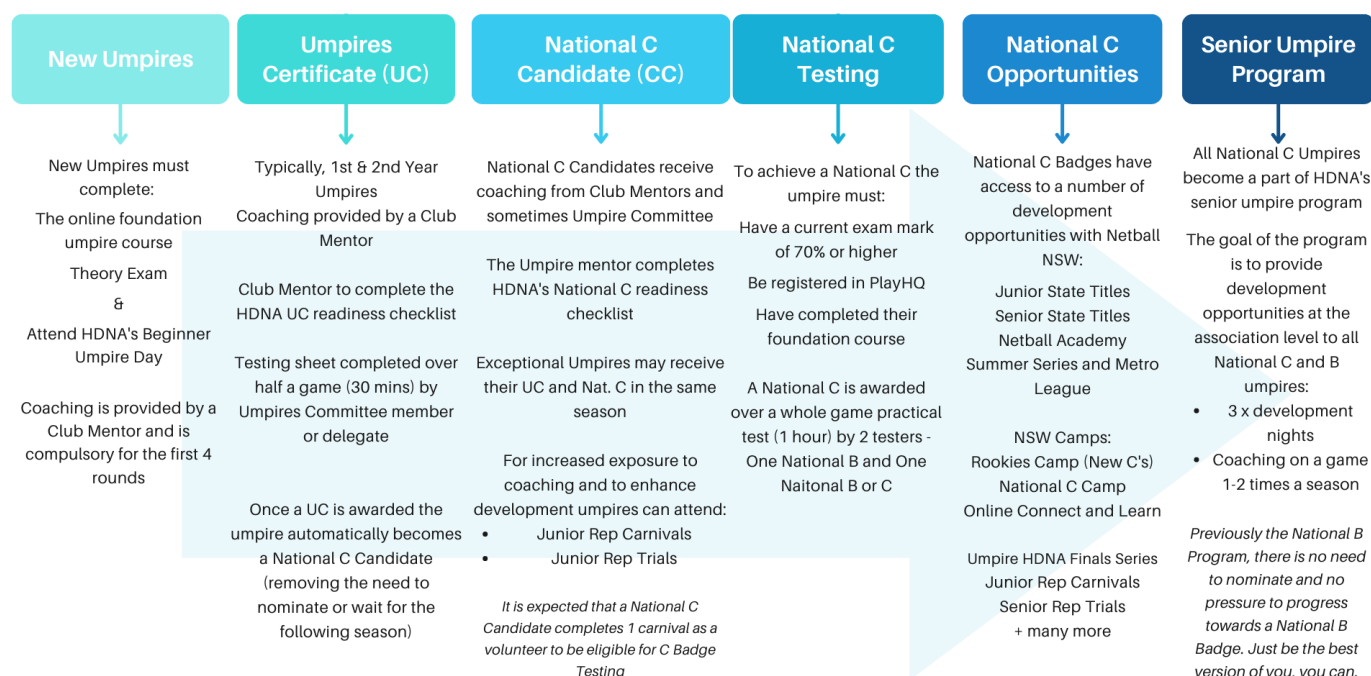 New Umpires
New Umpires must
complete:
The online foundation
umpire course
Theory Exam
&
Attend HDNA's Beginner
Umpire Day
Coaching is provided by a
Club Mentor and is
compulsory for the first 4
rounds
Umpires
Certificate (UC)
Typically, 1st & 2nd Year
Umpires
Coaching provided by a Club
Mentor
Club Mentor to complete the
HDNA UC readiness checklist
Testing sheet completed over
half a game (30 mins) by
Umpires Committee member
or delegate
Once a UC is awarded the
umpire automatically becomes
a National C Candidate
(removing the need to
nominate or wait for the
following season)
National C
Candidate (CC)
National C Candidates receive
coaching from Club Mentors and
sometimes Umpire Committee
The Umpire mentor completes
HDNA's National C readiness
checklist
Exceptional Umpires may receive
their UC and Nat. C in the same
season
For increased exposure to
coaching and to enhance
development umpires can attend:
• Junior Rep Carnivals
• Junior Rep Trials
It is expected that a National C
Candidate completes 1 carnival as a
volunteer to be eligible for C Badge
Testing
National C
Testing
To achieve a National C the
umpire must:
Have a current exam mark
of 70% or higher
Be registered in PlayHQ
Have completed their
foundation course
A National C is awarded
over a whole game practical
test (1 hour) by 2 testers -
One National B and One
Naitonal B or C
National C
Opportunities
National C Badges have
access to a number of
development
opportunities with Netball
NSW:
Junior State Titles
Senior State Titles
Netball Academy
Summer Series and Metro
League
NSW Camps:
Rookies Camp (New C's)
National C Camp
Online Connect and Learn
Umpire HDNA Finals Series
Junior Rep Carnivals
Senior Rep Trials
+ many more
Senior Umpire
Program
All National C Umpires
become a part of HDNA's
senior umpire program
The goal of the program
is to provide
development
opportunities at the
association level to all
National C and B
umpires:
• 3 x development
nights
• Coaching on a game
1-2 times a season
Previously the National B
Program, there is no need
to nominate and no
pressure to progress
towards a National B
Badge. Just be the best
version of you, you can.